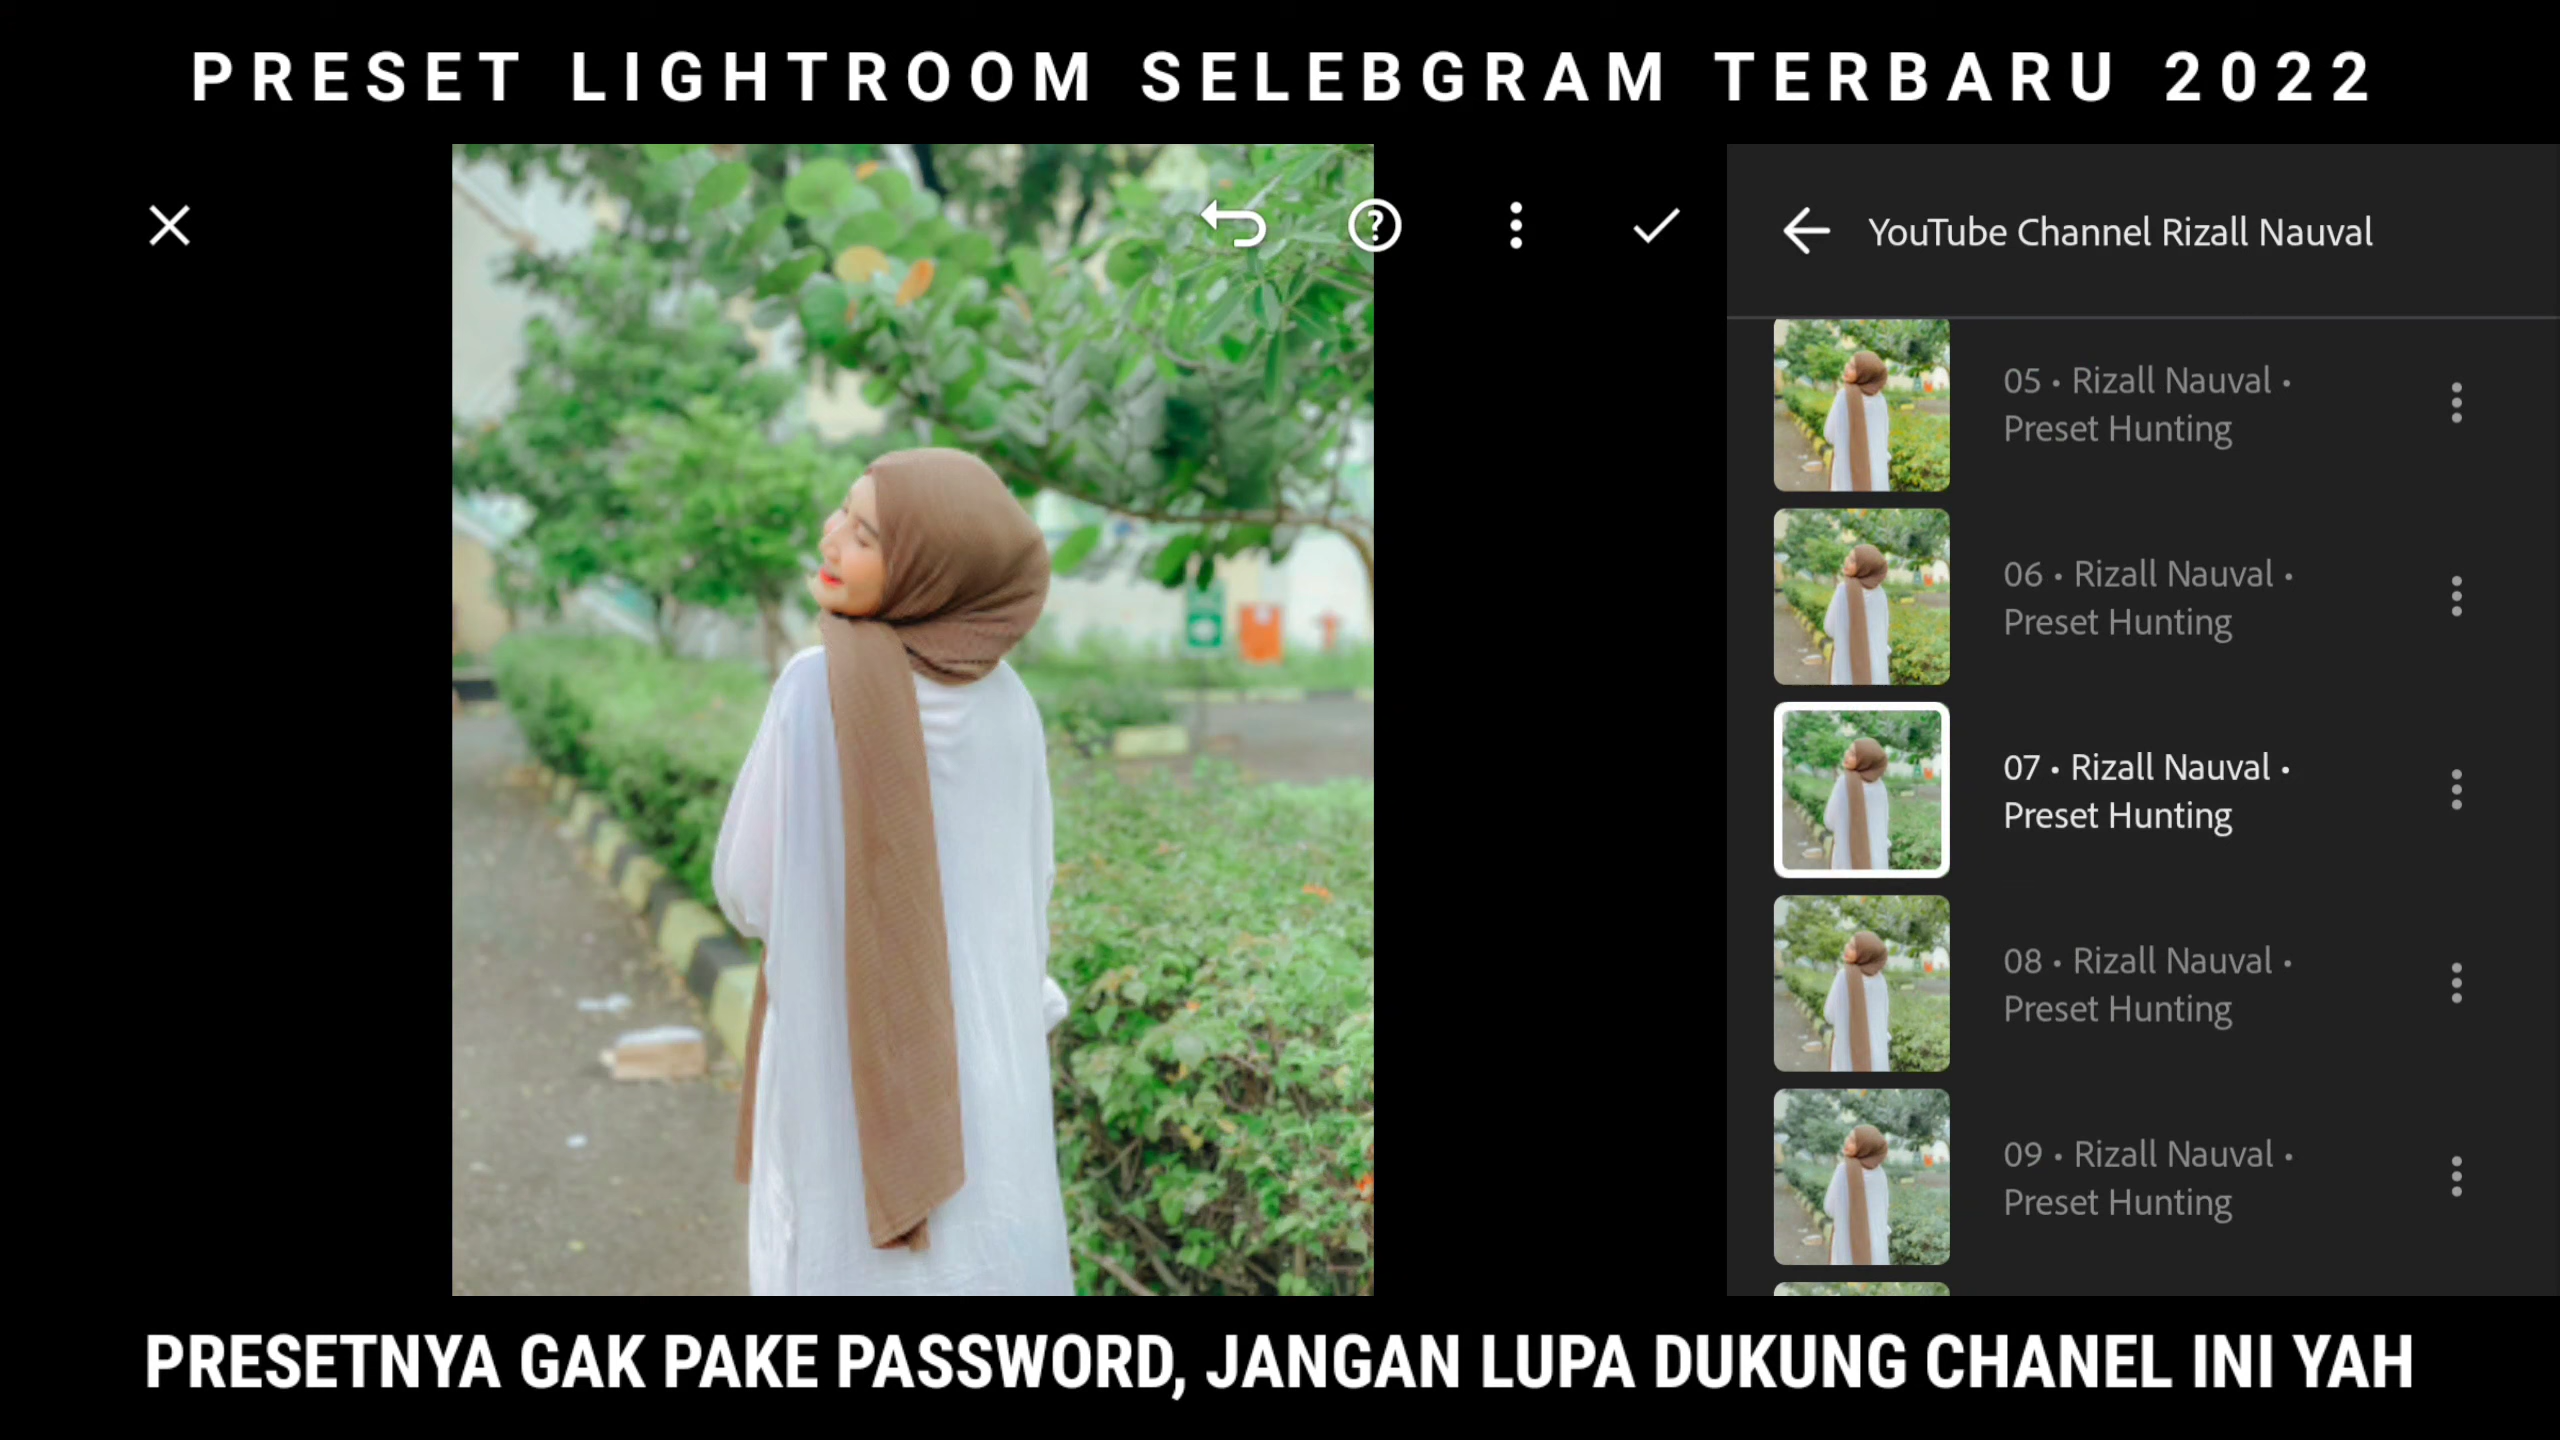 PRESET LIGHTROOM SELEBGRAM TERBARU 2022
YouTube Channel Rizall Nauval
05 • Rizall Nauval •
Preset Hunting
06 • Rizall Nauval •
Preset Hunting
07 • Rizall Nauval •
Preset Hunting
08 • Rizall Nauval •
Preset Hunting
09 • Rizall Nauval •
Preset Hunting
PRESETNYA GAK PAKE PASSWORD, JANGAN LUPA DUKUNG CHANEL INI YAH